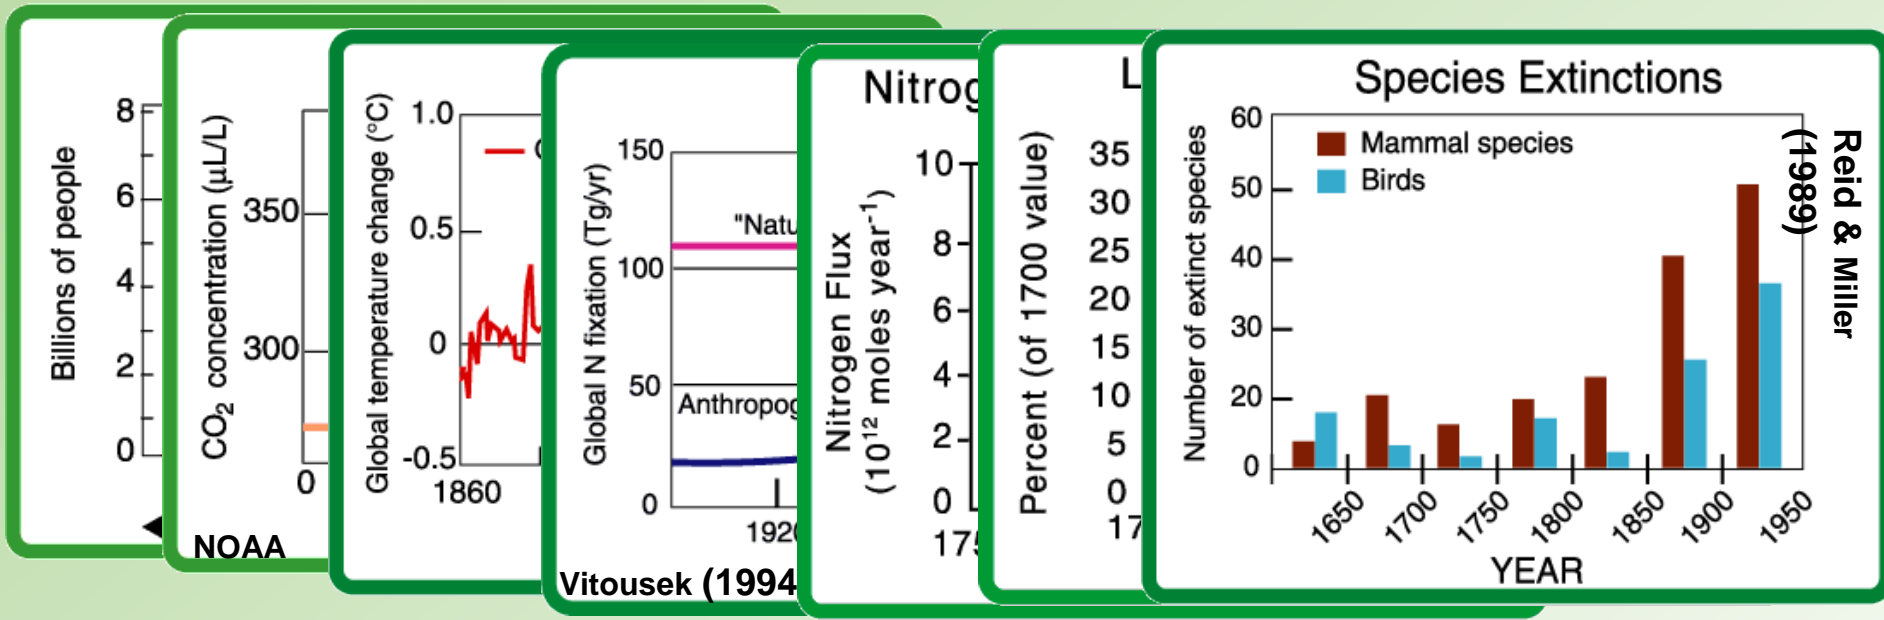 Billions of people
8
6
4
2
0
CO2 concentration (µL/L)
350
300
0
NOAA
Global temperature change (°C)
1.0
0.5
0
-0.5
1860
Global N fixation (Tg/yr)
150
100
50
0
"Natu
Anthropog
1920
Vitousek (1994
Nitrog
Nitrogen Flux
(10¹² moles year⁻¹)
10
8
6
4
2
0
175
L
Percent (of 1700 value)
35
30
25
20
15
10
5
0
17
Species Extinctions
Number of extinct species
60
50
40
30
20
0
Mammal species
Birds
1650
1700
1750
1800
1850
1900
1950
YEAR
Reid & Miller
(1989)